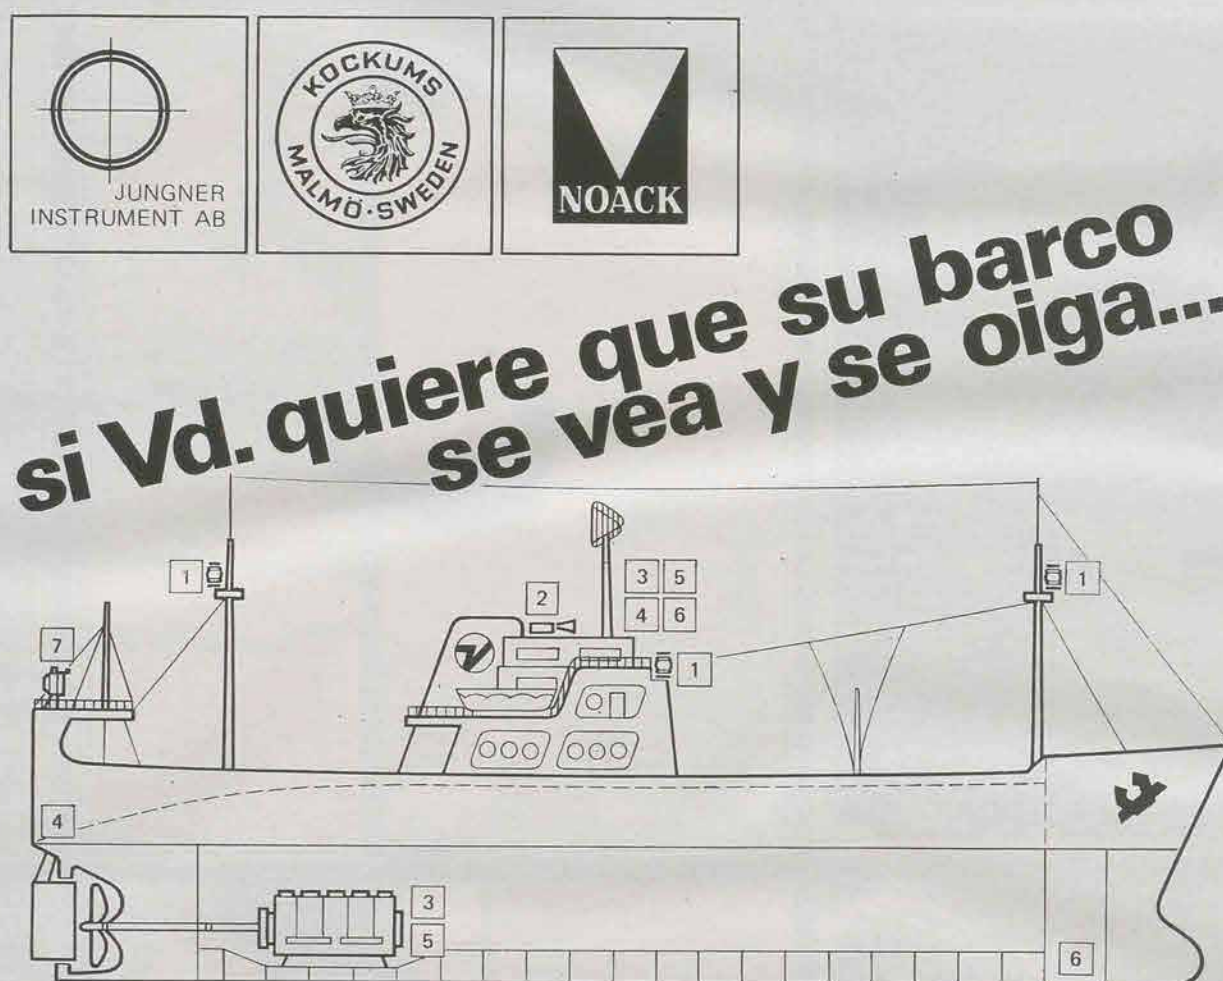 JUNGNER
INSTRUMENT AB
KOCKUMS
MALMÖ·SWEDEN
NOACK
si Vd. quiere que su barco
se vea y se oiga...
1
2
3 5
4 6
1
7
1
4
3
5
6